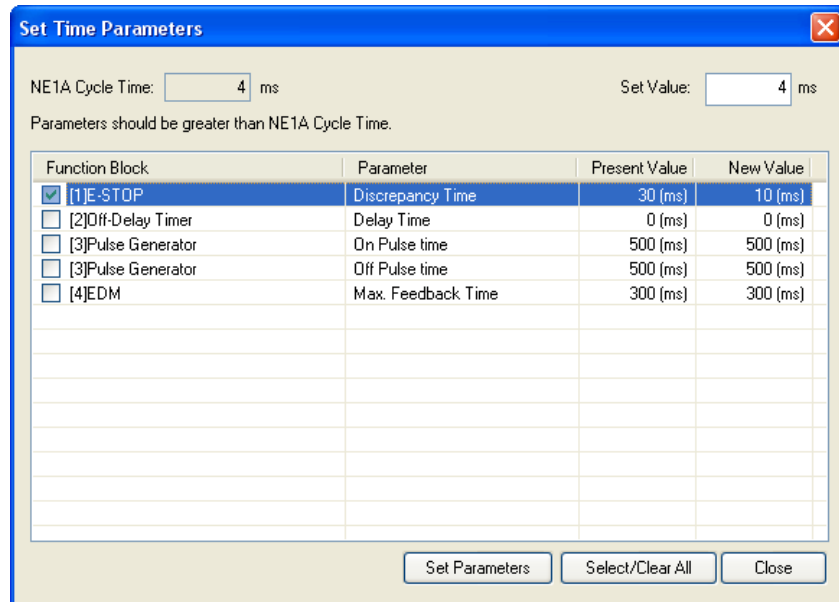 Set Time Parameters
NE1A Cycle Time: 4 ms Set Value: 4 ms
Parameters should be greater than NE1A Cycle Time.
Function Block Parameter Present Value New Value
[1]E-STOP Discrepancy Time 30 (ms) 10 (ms)
[2]Off-Delay Timer Delay Time 0 (ms) 0 (ms)
[3]Pulse Generator On Pulse time 500 (ms) 500 (ms)
[3]Pulse Generator Off Pulse time 500 (ms) 500 (ms)
[4]EDM Max. Feedback Time 300 (ms) 300 (ms)
Set Parameters Select/Clear All Close